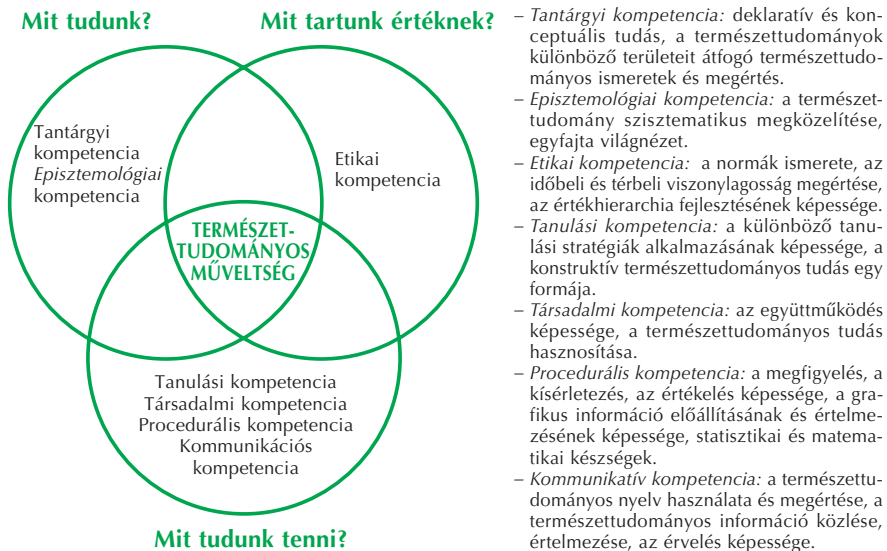 Mit tudunk?
Mit tartunk értéknek?
Tantárgyi
kompetencia
Episztemológiai
kompetencia
Etikai
kompetencia
TERMÉSZET-
TUDOMÁNYOS
MŰVELTSÉG
Tanulási kompetencia
Társadalmi kompetencia
Procedurális kompetencia
Kommunikációs
kompetencia
Mit tudunk tenni?
– Tantárgyi kompetencia: deklaratív és kon-
ceptuális tudás, a természettudományok
különböző területeit átfogó természettudo-
mányos ismeretek és megértés.
– Episztemológiai kompetencia: a természet-
tudomány szisztematikus megközelítése,
egyfajta világnézet.
– Etikai kompetencia: a normák ismerete, az
időbeli és térbeli viszonylagosság megértése,
az értékhierarchia fejlesztésének képessége.
– Tanulási kompetencia: a különböző tanu-
lási stratégiák alkalmazásának képessége, a
konstruktív természettudományos tudás egy
formája.
– Társadalmi kompetencia: az együttműködés
képessége, a természettudományos tudás
hasznosítása.
– Procedurális kompetencia: a megfigyelés, a
kísérletezés, az értékelés képessége, a gra-
fikus információ előállításának és értelme-
zésének képessége, statisztikai és matema-
tikai készségek.
– Kommunikatív kompetencia: a természettu-
dományos nyelv használata és megértése, a
természettudományos információ közlése,
értelmezése, az érvelés képessége.